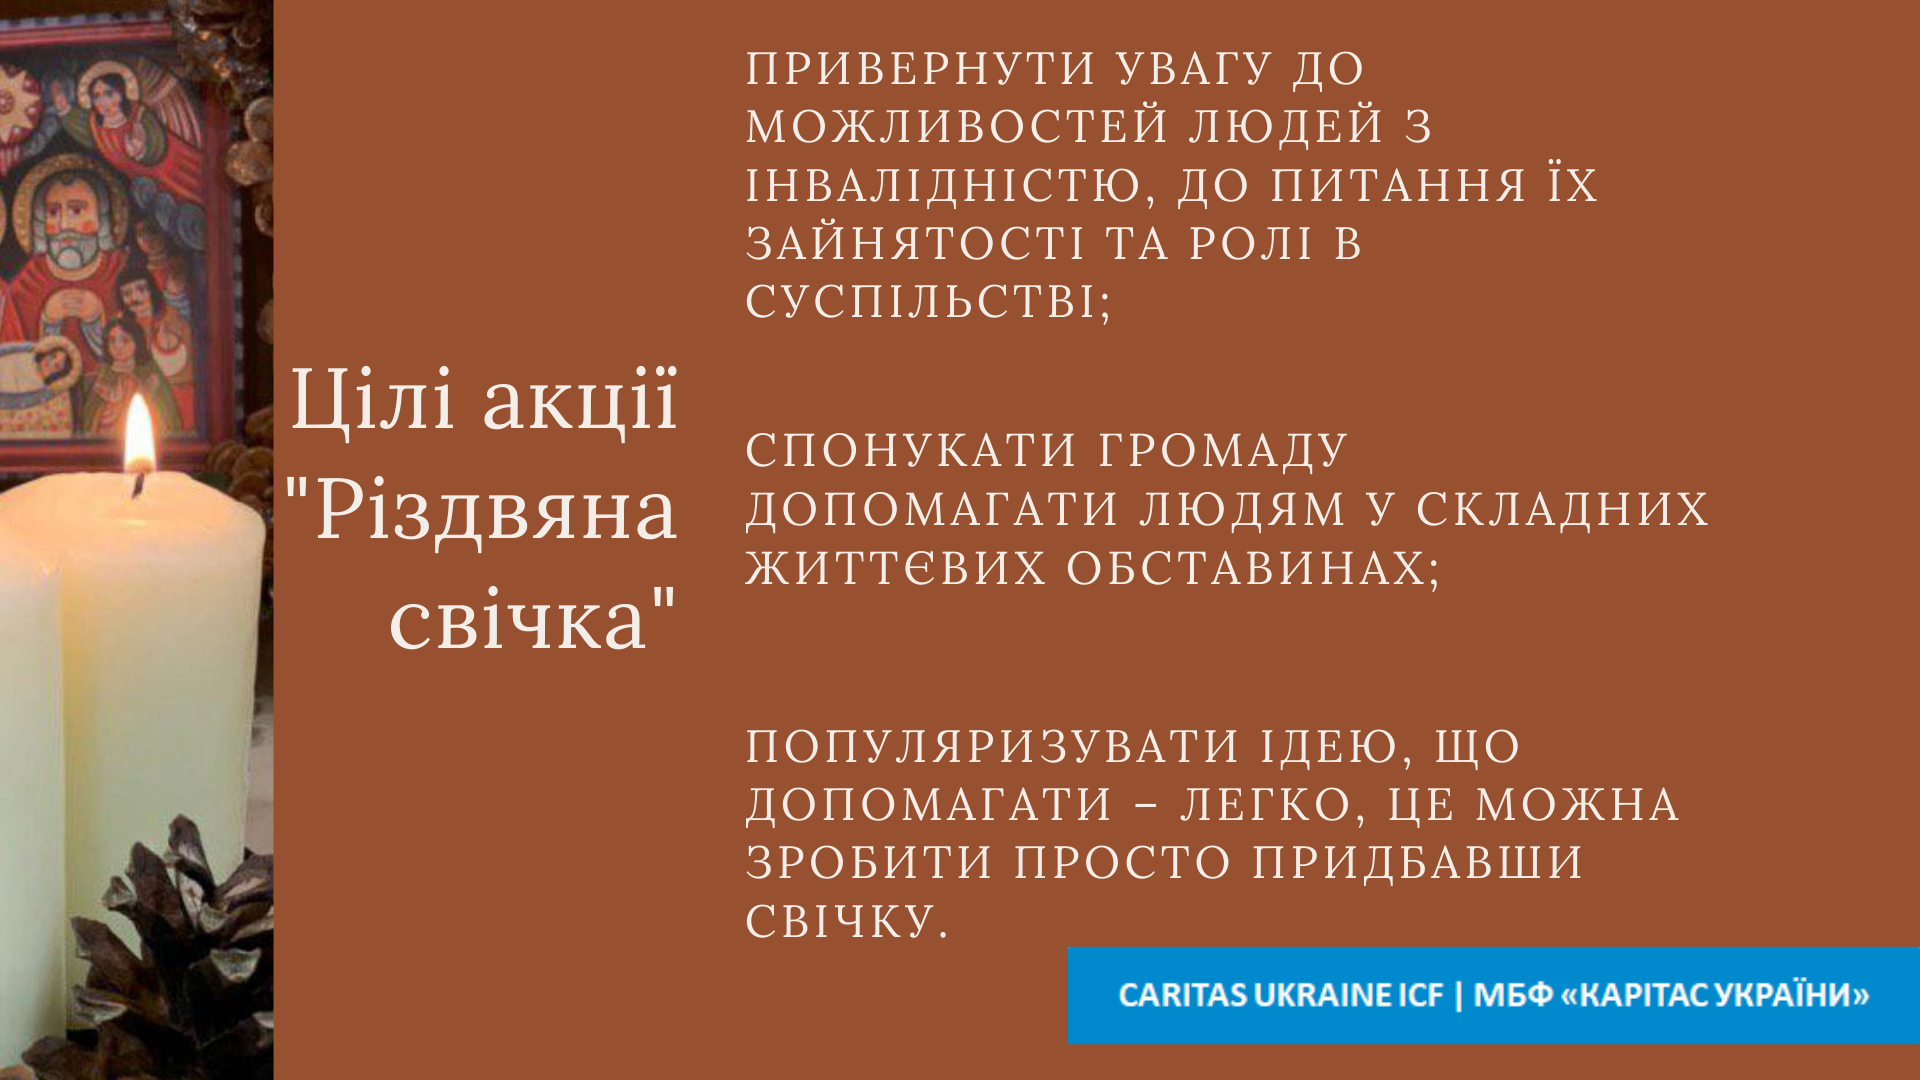 Цілі акції
"Різдвяна
свічка"
ПРИВЕРНУТИ УВАГУ ДО
МОЖЛИВОСТЕЙ ЛЮДЕЙ З
ІНВАЛІДНІСТЮ, ДО ПИТАННЯ ЇХ
ЗАЙНЯТОСТІ ТА РОЛІ В
СУСПІЛЬСТВІ;
СПОНУКАТИ ГРОМАДУ
ДОПОМАГАТИ ЛЮДЯМ У СКЛАДНИХ
ЖИТТЄВИХ ОБСТАВИНАХ;
ПОПУЛЯРИЗУВАТИ ІДЕЮ, ЩО
ДОПОМАГАТИ – ЛЕГКО, ЦЕ МОЖНА
ЗРОБИТИ ПРОСТО ПРИДБАВШИ
СВІЧКУ.
CARITAS UKRAINE ICF | МБФ «КАРІТАС УКРАЇНИ»